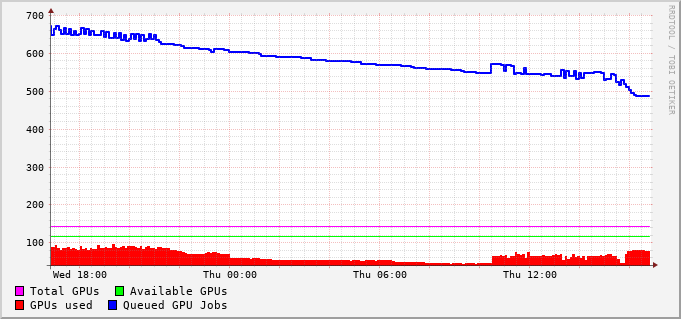 700
600
500
400
300
200
100
Wed 18:00 Thu 00:00 Thu 06:00 Thu 12:00
Total GPUs Available GPUs
GPUs used Queued GPU Jobs
RRDTOOL / TOBI OETIKER